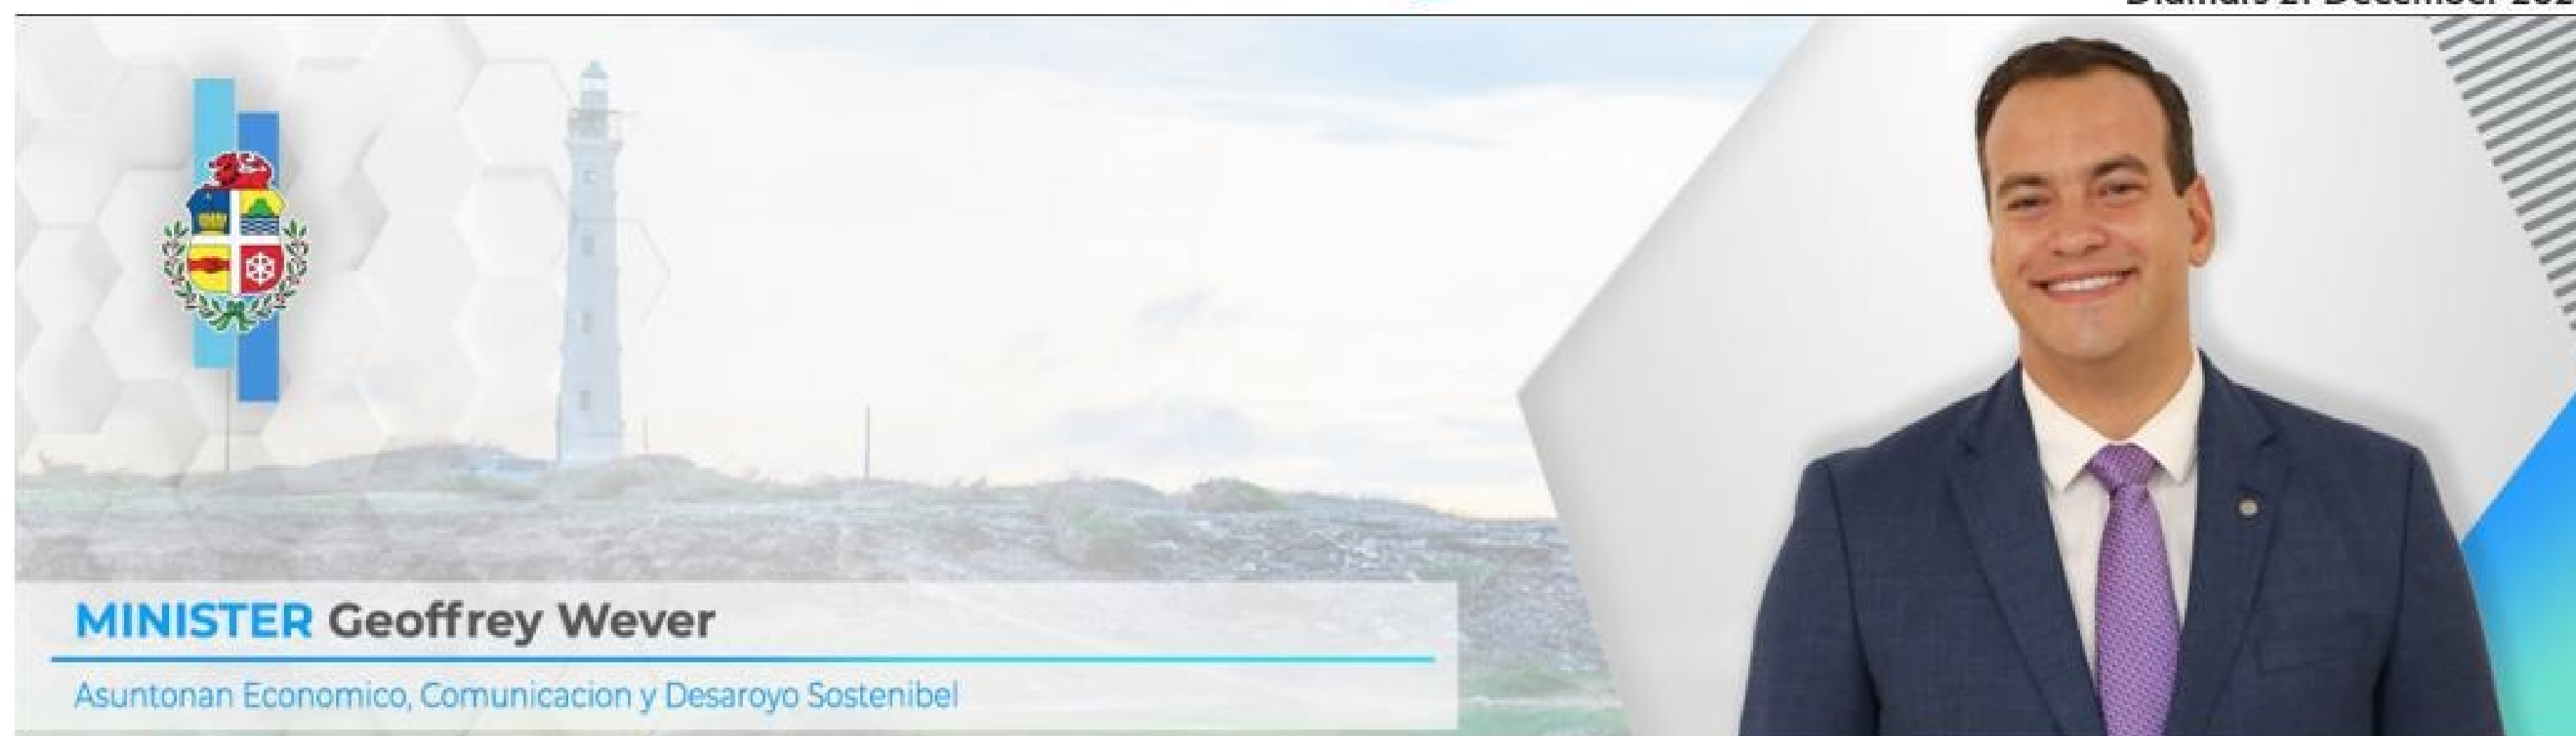 MINISTER Geoffrey Wever
Asuntonan Economico, Comunicacion y Desaroyo Sostenibel